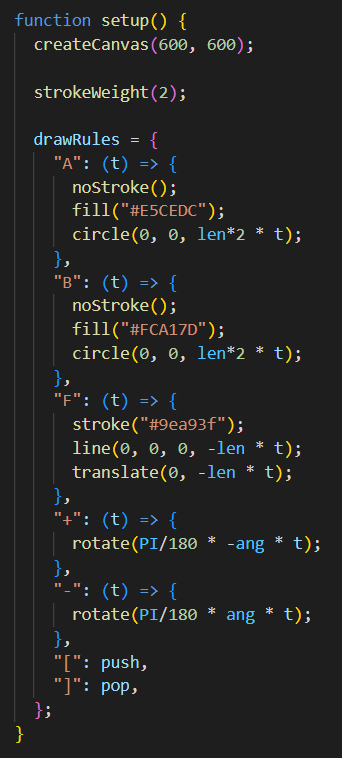 function setup() {
  createCanvas(600, 600);

  strokeWeight(2);

  drawRules = {
    "A": (t) => {
      noStroke();
      fill("#E5CEDC");
      circle(0, 0, len*2 * t);
    },
    "B": (t) => {
      noStroke();
      fill("#FCA17D");
      circle(0, 0, len*2 * t);
    },
    "F": (t) => {
      stroke("#9ea93f");
      line(0, 0, 0, -len * t);
      translate(0, -len * t);
    },
    "+": (t) => {
      rotate(PI/180 * -ang * t);
    },
    "-": (t) => {
      rotate(PI/180 * ang * t);
    },
    "[": push,
    "]": pop,
  };
}